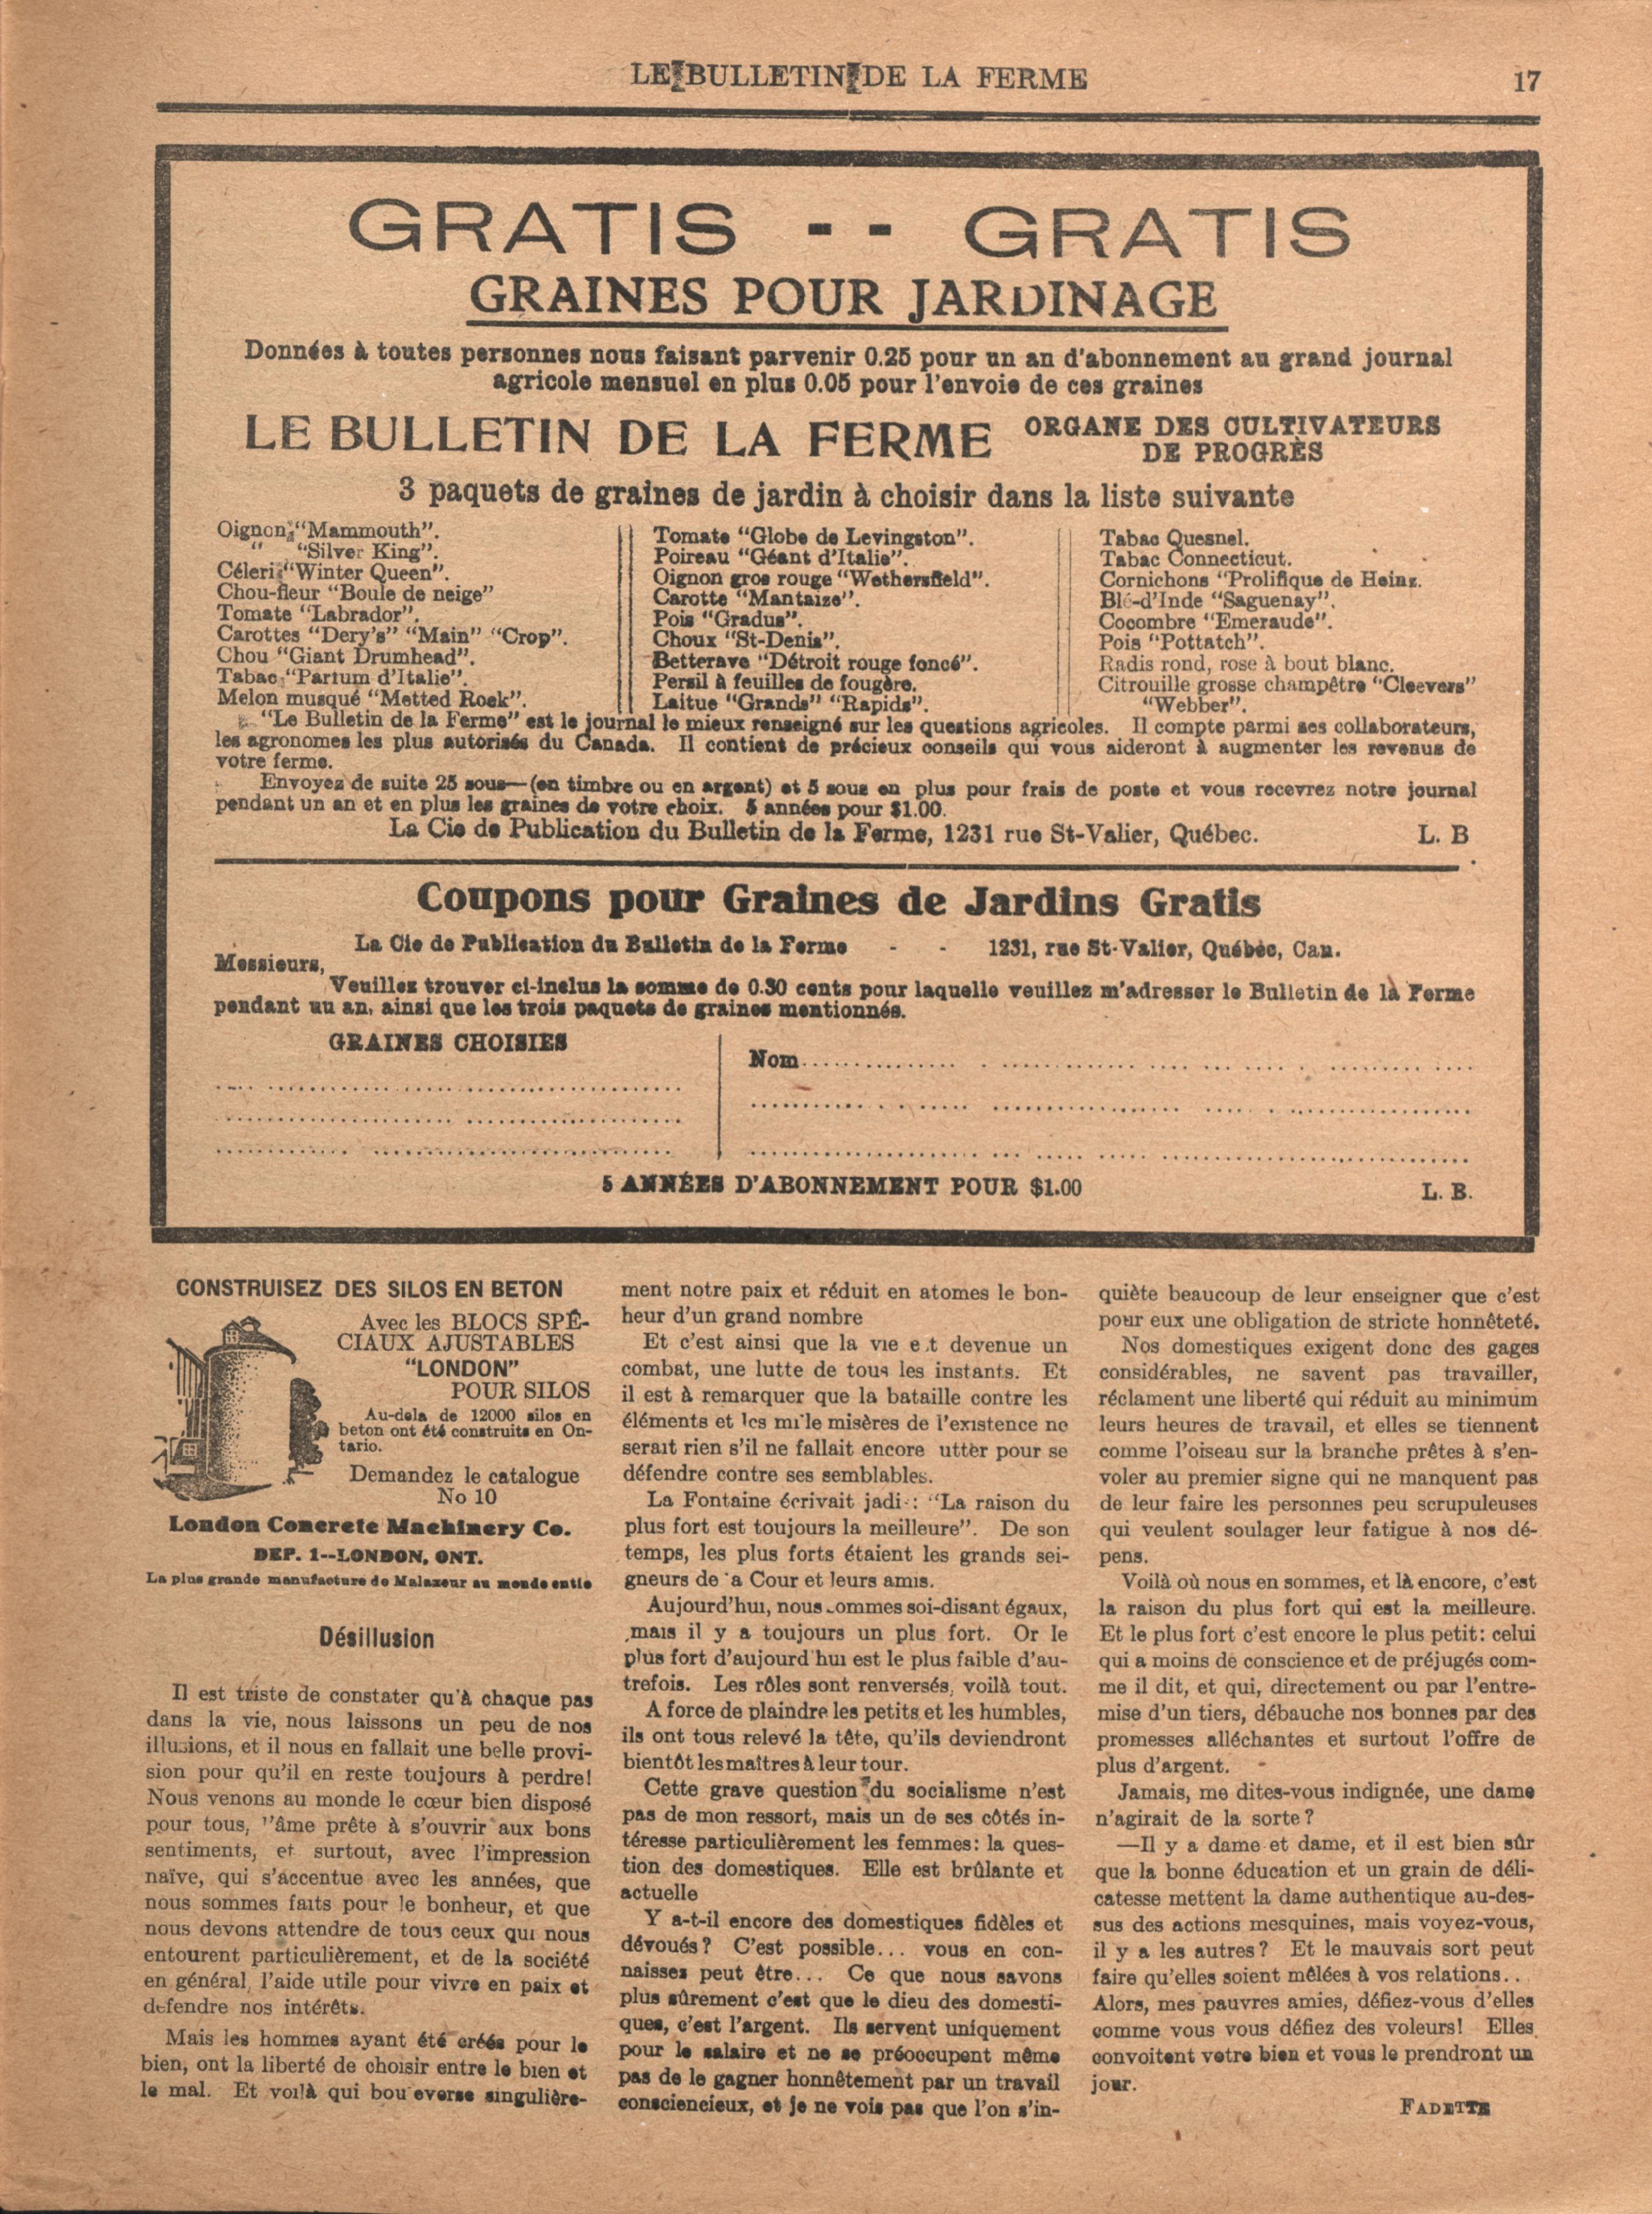 LE BULLETIN DE LA FERME
17
GRATIS -- GRATIS
GRAINES POUR JARDINAGE
Données à toutes personnes nous faisant parvenir 0.25 pour un an d'abonnement au grand journal
agricole mensuel en plus 0.05 pour l'envoie de ces graines
LE BULLETIN DE LA FERME
ORGANE DES CULTIVATEURS
DE PROGRÈS
3 paquets de graines de jardin à choisir dans la liste suivante
Oignon "Mammouth".
" "Silver King".
Céleri "Winter Queen".
Chou-fleur "Boule de neige"
Tomate "Labrador".
Carottes "Dery's" "Main" "Crop".
Chou "Giant Drumhead".
Tabac "Parfum d'Italie".
Melon musqué "Metted Rock".
Tomate "Globe de Levingston".
Poireau "Géant d'Italie".
Oignon gros rouge "Wethersfield".
Carotte "Mantaize".
Pois "Gradus".
Choux "St-Denis".
Betterave "Détroit rouge foncé".
Persil à feuilles de fougère.
Laitue "Grands" "Rapids".
Tabac Quesnel.
Tabac Connecticut.
Cornichons "Prolifique de Heinz.
Blé-d'Inde "Saguenay".
Cocombre "Emeraude".
Pois "Pottatch".
Radis rond, rose à bout blanc.
Citrouille grosse champêtre "Cleevers"
"Webber".
"Le Bulletin de la Ferme" est le journal le mieux renseigné sur les questions agricoles. Il compte parmi ses collaborateurs,
les agronomes les plus autorisés du Canada. Il contient de précieux conseils qui vous aideront à augmenter les revenus de
votre ferme.
Envoyez de suite 25 sous—(en timbre ou en argent) et 5 sous en plus pour frais de poste et vous recevrez notre journal
pendant un an et en plus les graines de votre choix. 5 années pour $1.00.
La Cie de Publication du Bulletin de la Ferme, 1231 rue St-Valier, Québec.
L. B
Coupons pour Graines de Jardins Gratis
La Cie de Publication du Bulletin de la Ferme - - 1231, rue St-Valier, Québec, Can.
Messieurs,
Veuillez trouver ci-inclus la somme de 0.30 cents pour laquelle veuillez m'adresser le Bulletin de la Ferme
pendant un an, ainsi que les trois paquets de graines mentionnés.
GRAINES CHOISIES
Nom
5 ANNÉES D'ABONNEMENT POUR $1.00
L. B.
CONSTRUISEZ DES SILOS EN BETON
Avec les BLOCS SPÉ-
CIAUX AJUSTABLES
"LONDON"
POUR SILOS
Au-dela de 12000 silos en
beton ont été construits en On-
tario.
Demandez le catalogue
No 10
London Concrete Machinery Co.
DEP. 1--LONDON, ONT.
La plus grande manufacture de Malaxeur au monde entie
Désillusion
Il est triste de constater qu'à chaque pas
dans la vie, nous laissons un peu de nos
illusions, et il nous en fallait une belle provi-
sion pour qu'il en reste toujours à perdre!
Nous venons au monde le cœur bien disposé
pour tous, l'âme prête à s'ouvrir aux bons
sentiments, et surtout, avec l'impression
naïve, qui s'accentue avec les années, que
nous sommes faits pour le bonheur, et que
nous devons attendre de tous ceux qui nous
entourent particulièrement, et de la société
en général, l'aide utile pour vivre en paix et
defendre nos intérêts.
Mais les hommes ayant été créés pour le
bien, ont la liberté de choisir entre le bien et
le mal. Et voilà qui bou everse singulière-
ment notre paix et réduit en atomes le bon-
heur d'un grand nombre
Et c'est ainsi que la vie e.t devenue un
combat, une lutte de tous les instants. Et
il est à remarquer que la bataille contre les
éléments et les mi'le misères de l'existence ne
serait rien s'il ne fallait encore utter pour se
défendre contre ses semblables.
La Fontaine écrivait jadi : "La raison du
plus fort est toujours la meilleure". De son
temps, les plus forts étaient les grands sei-
gneurs de 'a Cour et leurs amis.
Aujourd'hui, nous ommes soi-disant égaux,
mais il y a toujours un plus fort. Or le
plus fort d'aujourd'hui est le plus faible d'au-
trefois. Les rôles sont renversés, voilà tout.
A force de plaindre les petits et les humbles,
ils ont tous relevé la tête, qu'ils deviendront
bientôt les maîtres à leur tour.
Cette grave question du socialisme n'est
pas de mon ressort, mais un de ses côtés in-
téresse particulièrement les femmes: la ques-
tion des domestiques. Elle est brûlante et
actuelle
Y a-t-il encore des domestiques fidèles et
dévoués? C'est possible... vous en con-
naissez peut être... Ce que nous savons
plus sûrement c'est que le dieu des domesti-
ques, c'est l'argent. Ils servent uniquement
pour le salaire et ne se préoccupent même
pas de le gagner honnêtement par un travail
consciencieux, et je ne vois pas que l'on s'in-
quiète beaucoup de leur enseigner que c'est
pour eux une obligation de stricte honnêteté.
Nos domestiques exigent donc des gages
considérables, ne savent pas travailler,
réclament une liberté qui réduit au minimum
leurs heures de travail, et elles se tiennent
comme l'oiseau sur la branche prêtes à s'en-
voler au premier signe qui ne manquent pas
de leur faire les personnes peu scrupuleuses
qui veulent soulager leur fatigue à nos dé-
pens.
Voilà où nous en sommes, et là encore, c'est
la raison du plus fort qui est la meilleure.
Et le plus fort c'est encore le plus petit: celui
qui a moins de conscience et de préjugés com-
me il dit, et qui, directement ou par l'entre-
mise d'un tiers, débauche nos bonnes par des
promesses alléchantes et surtout l'offre de
plus d'argent.
Jamais, me dites-vous indignée, une dame
n'agirait de la sorte?
—Il y a dame et dame, et il est bien sûr
que la bonne éducation et un grain de déli-
catesse mettent la dame authentique au-des-
sus des actions mesquines, mais voyez-vous,
il y a les autres? Et le mauvais sort peut
faire qu'elles soient mêlées à vos relations..
Alors, mes pauvres amies, défiez-vous d'elles
comme vous vous défiez des voleurs! Elles
convoitent votre bien et vous le prendront un
jour.
FADETTE